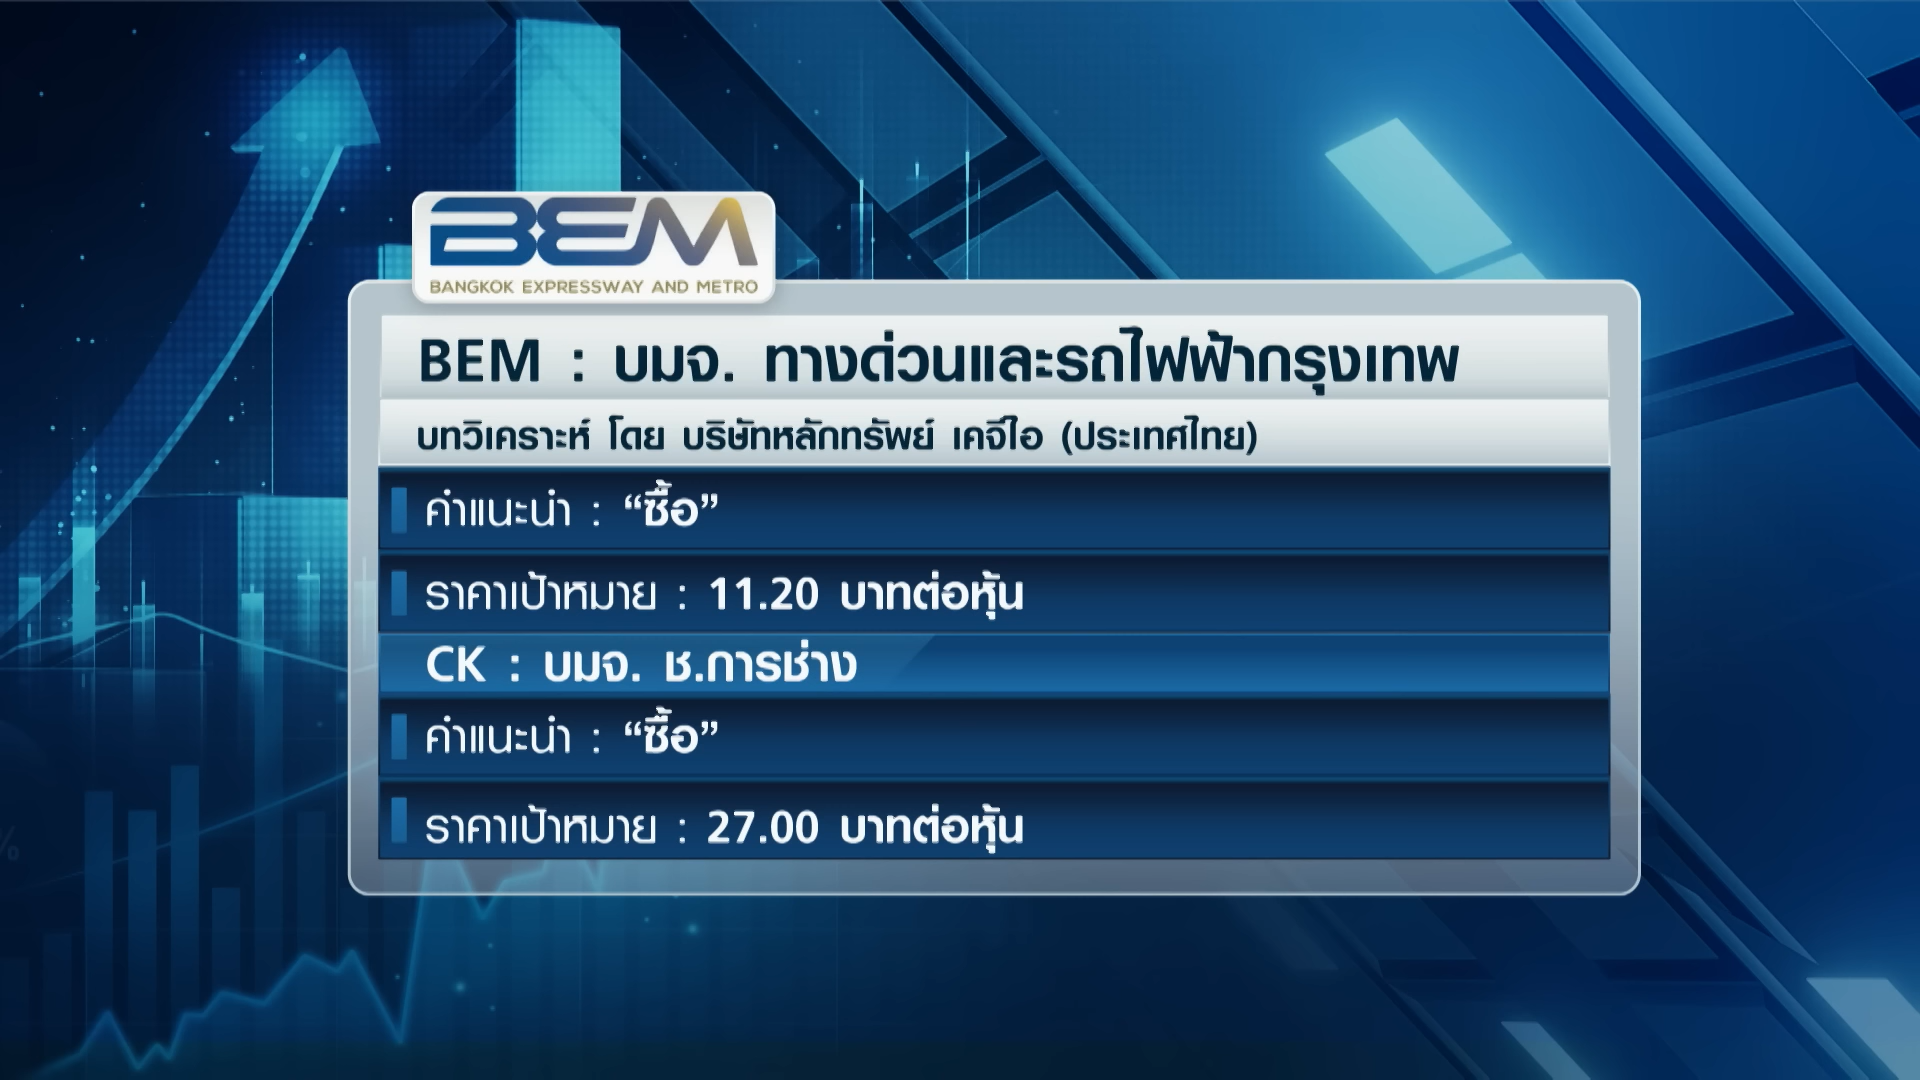 BEM
BANGKOK EXPRESSWAY AND METRO
BEM : บมจ. ทางด่วนและรถไฟฟ้ากรุงเทพ
บทวิเคราะห์ โดย บริษัทหลักทรัพย์ เคจีไอ (ประเทศไทย)
คำแนะนำ : “ซื้อ”
ราคาเป้าหมาย : 11.20 บาทต่อหุ้น
CK : บมจ. ช.การช่าง
คำแนะนำ : “ซื้อ”
ราคาเป้าหมาย : 27.00 บาทต่อหุ้น